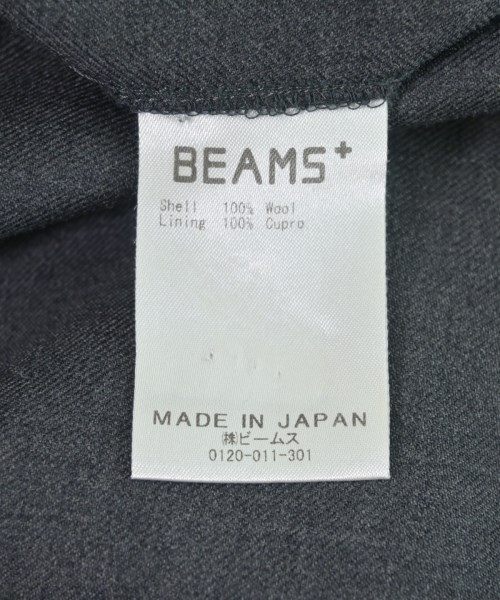 BEAMS+
Shell 100% Wool
Lining 100% Cupro
MADE IN JAPAN
㈱ビームス
0120-011-301